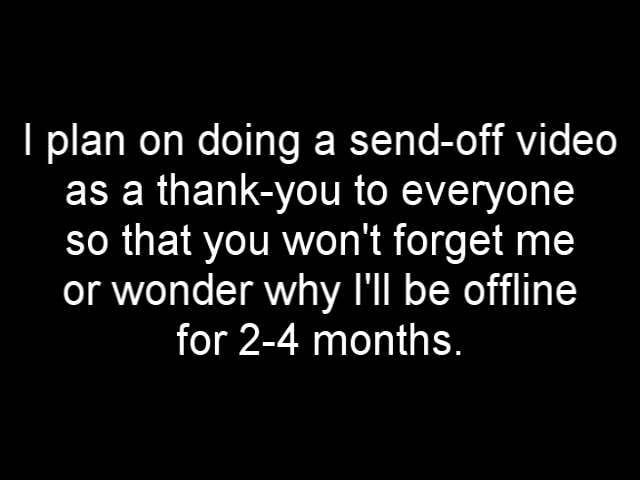 I plan on doing a send-off video
as a thank-you to everyone
so that you won't forget me
or wonder why I'll be offline
for 2-4 months.